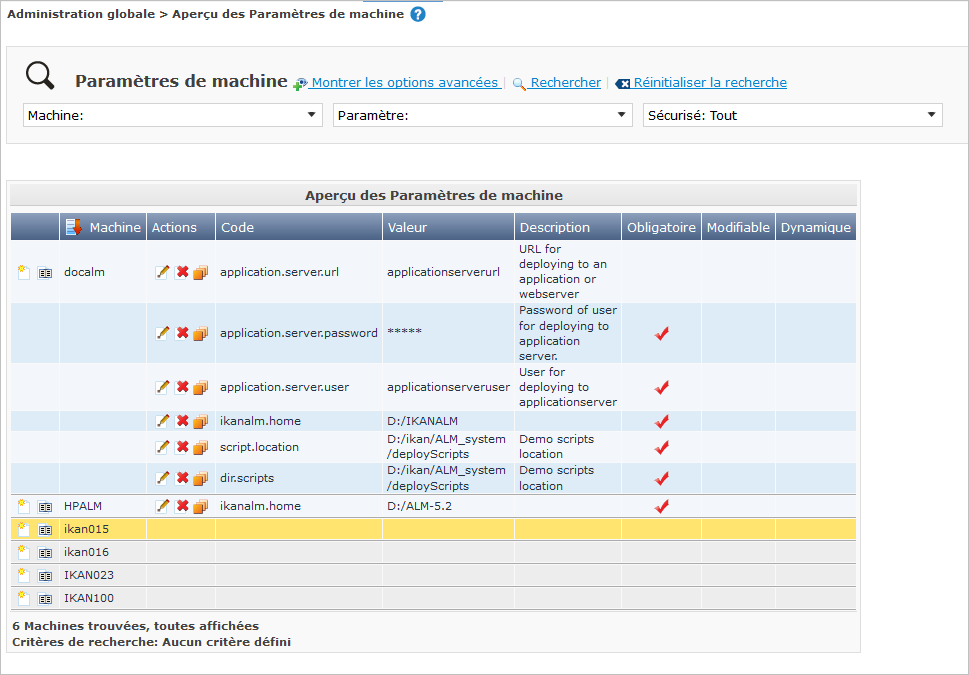 Administration globale > Aperçu des Paramètres de machine ?
Paramètres de machine Montrer les options avancées | Rechercher | Réinitialiser la recherche
Machine: Paramètre: Sécurisé: Tout
Aperçu des Paramètres de machine
Machine Actions Code Valeur Description Obligatoire Modifiable Dynamique
docalm application.server.url applicationserverurl URL for
deploying to an
application or
webserver
application.server.password ***** Password of user
for deploying to
application
server.
application.server.user applicationserveruser User for
deploying to
applicationserver
ikanalm.home D:/IKANALM
script.location D:/ikan/ALM_system
/deployScripts Demo scripts
location
dir.scripts D:/ikan/ALM_system
/deployScripts Demo scripts
location
HPALM ikanalm.home D:/ALM-5.2
ikan015
ikan016
IKAN023
IKAN100
6 Machines trouvées, toutes affichées
Critères de recherche: Aucun critère défini